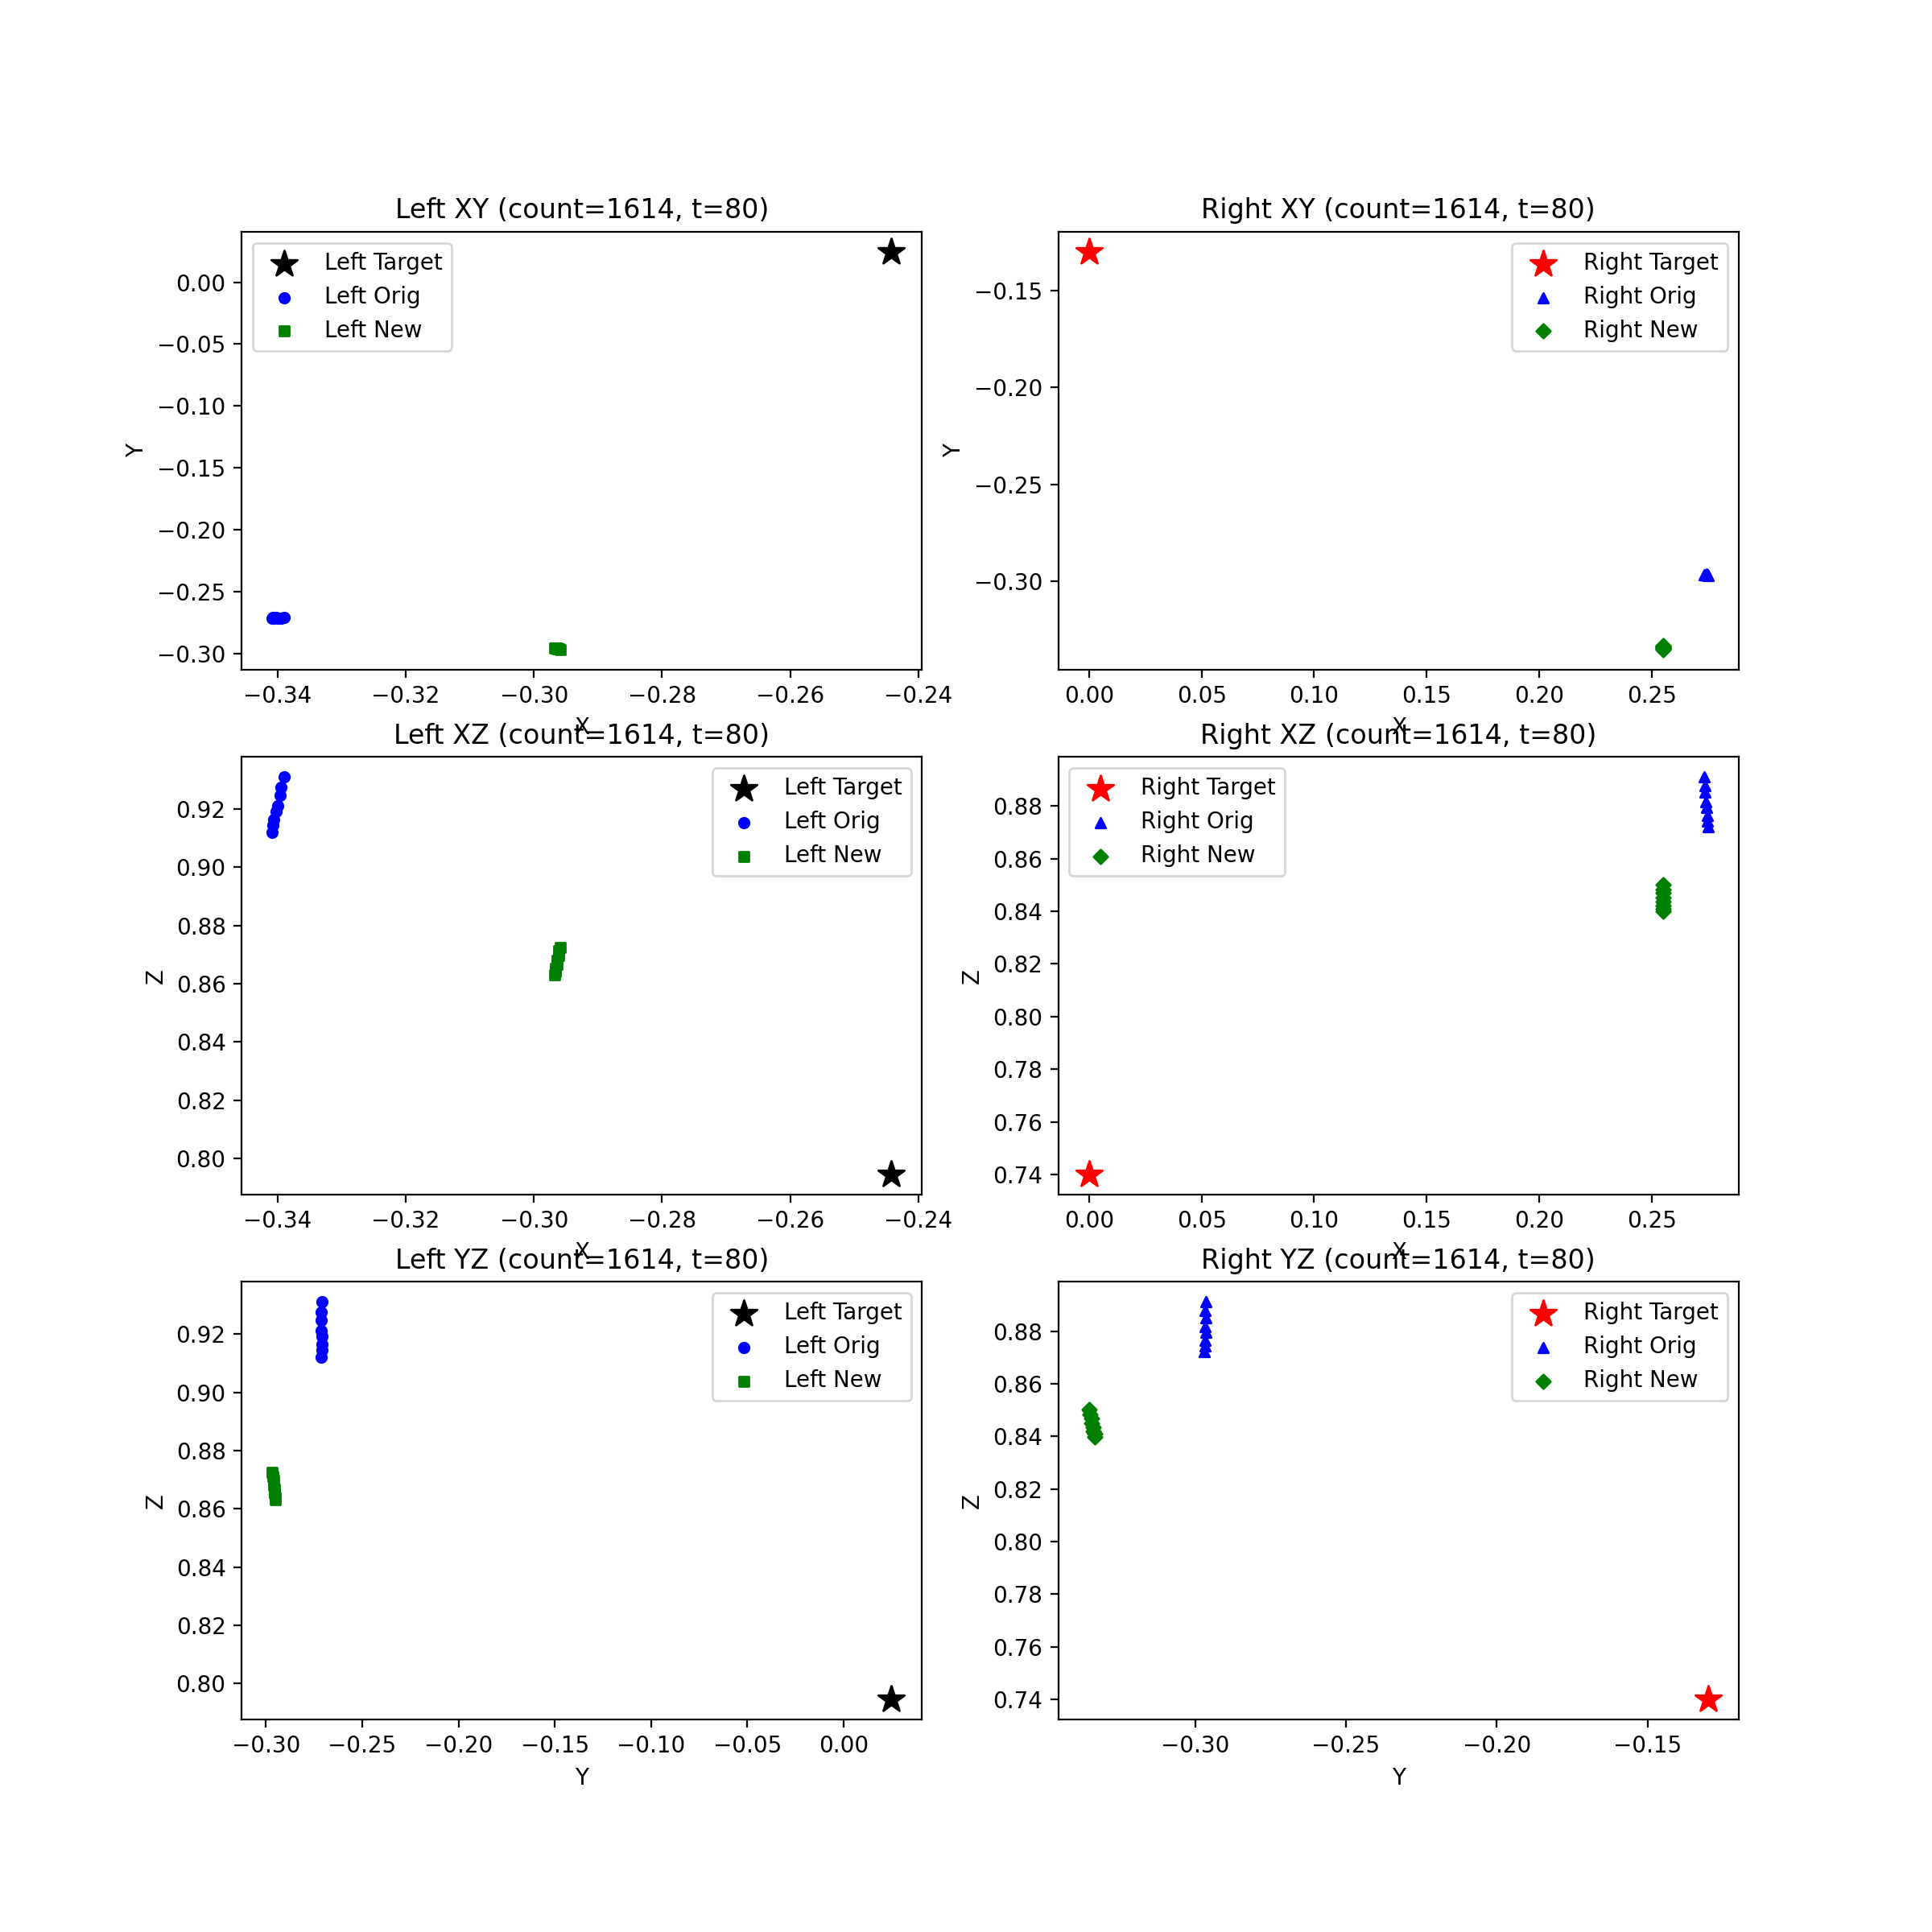 Left XY (count=1614, t=80)
Left Target
Left Orig
Left New
0.00
−0.05
−0.10
−0.15
−0.20
−0.25
−0.30
Y
−0.34
−0.32
−0.30
−0.28
−0.26
−0.24
X
Right XY (count=1614, t=80)
Right Target
Right Orig
Right New
−0.15
−0.20
−0.25
−0.30
Y
0.00
0.05
0.10
0.15
0.20
0.25
X
Left XZ (count=1614, t=80)
Left Target
Left Orig
Left New
0.92
0.90
0.88
0.86
0.84
0.82
0.80
Z
−0.34
−0.32
−0.30
−0.28
−0.26
−0.24
X
Right XZ (count=1614, t=80)
Right Target
Right Orig
Right New
0.88
0.86
0.84
0.82
0.80
0.78
0.76
0.74
Z
0.00
0.05
0.10
0.15
0.20
0.25
X
Left YZ (count=1614, t=80)
Left Target
Left Orig
Left New
0.92
0.90
0.88
0.86
0.84
0.82
0.80
Z
−0.30
−0.25
−0.20
−0.15
−0.10
−0.05
0.00
Y
Right YZ (count=1614, t=80)
Right Target
Right Orig
Right New
0.88
0.86
0.84
0.82
0.80
0.78
0.76
0.74
Z
−0.30
−0.25
−0.20
−0.15
Y